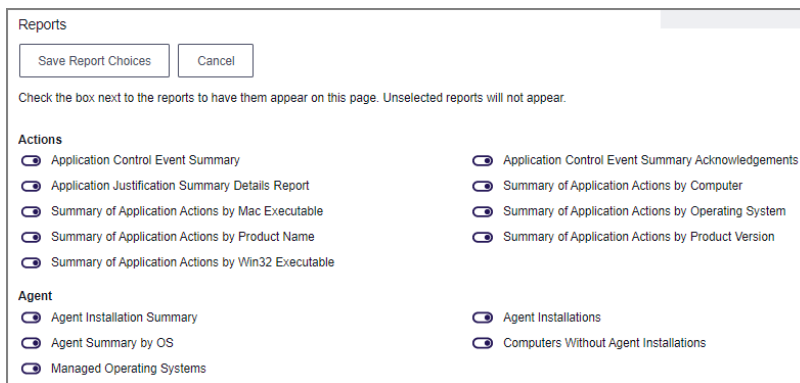 Reports
Save Report Choices
Cancel
Check the box next to the reports to have them appear on this page. Unselected reports will not appear.
Actions
Application Control Event Summary
Application Control Event Summary Acknowledgements
Application Justification Summary Details Report
Summary of Application Actions by Computer
Summary of Application Actions by Mac Executable
Summary of Application Actions by Operating System
Summary of Application Actions by Product Name
Summary of Application Actions by Product Version
Summary of Application Actions by Win32 Executable
Agent
Agent Installation Summary
Agent Installations
Agent Summary by OS
Computers Without Agent Installations
Managed Operating Systems